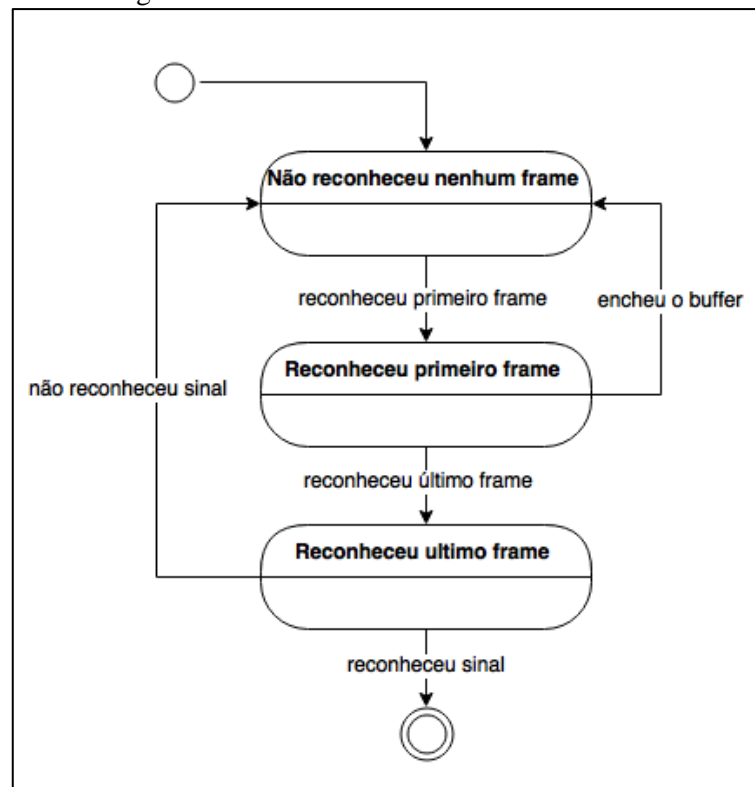 Não reconheceu nenhum frame
reconheceu primeiro frame
encheu o buffer
Reconheceu primeiro frame
não reconheceu sinal
reconheceu último frame
Reconheceu ultimo frame
reconheceu sinal